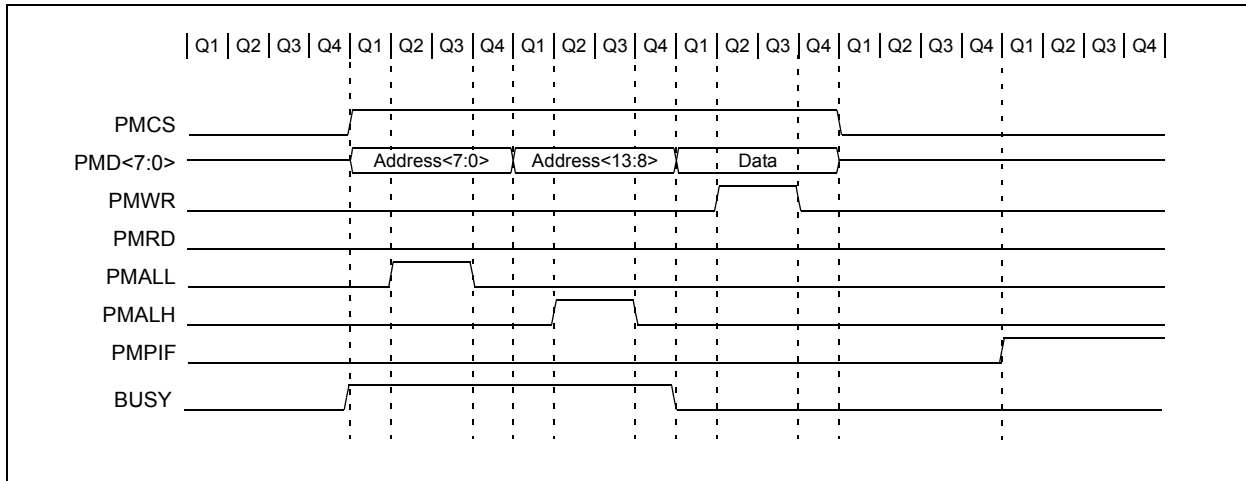 Q1 Q2 Q3 Q4 Q1 Q2 Q3 Q4 Q1 Q2 Q3 Q4 Q1 Q2 Q3 Q4 Q1 Q2 Q3 Q4 Q1 Q2 Q3 Q4
PMCS
PMD<7:0> Address<7:0> Address<13:8> Data
PMWR
PMRD
PMALL
PMALH
PMPIF
BUSY